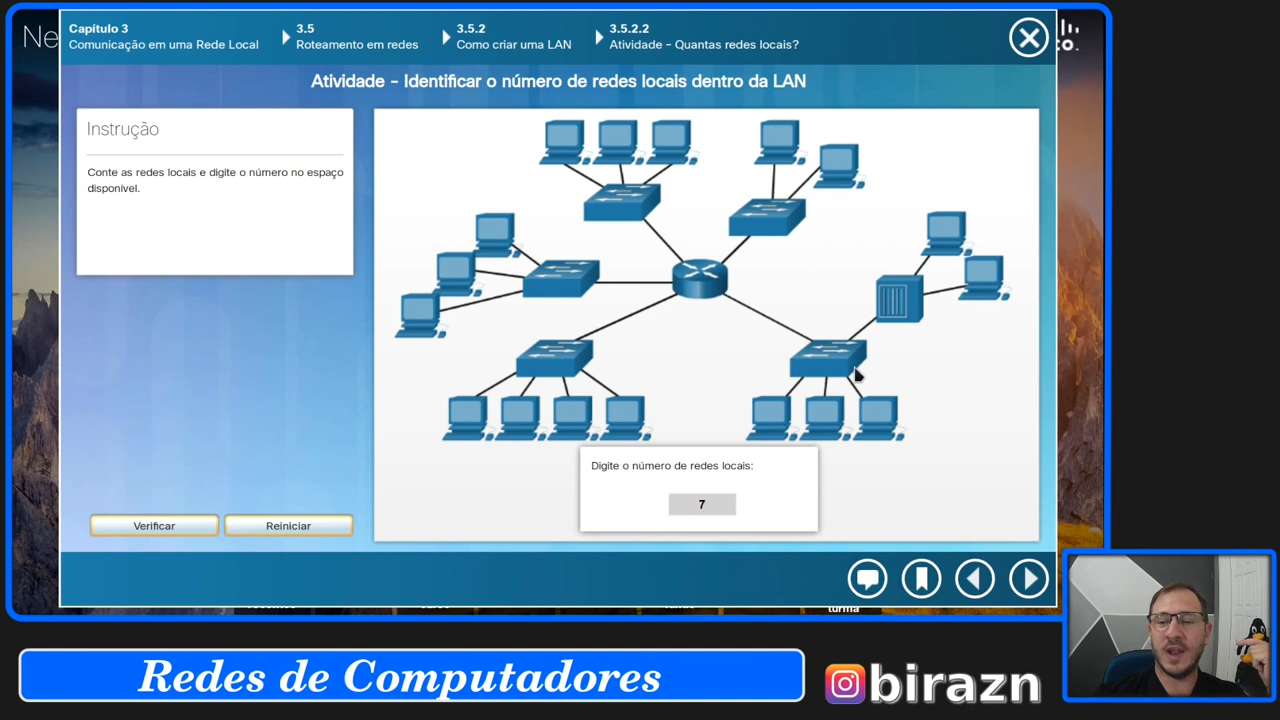 Ne
Capítulo 3
Comunicação em uma Rede Local
3.5
Roteamento em redes
3.5.2
Como criar uma LAN
3.5.2.2
Atividade - Quantas redes locais?
co.
Atividade - Identificar o número de redes locais dentro da LAN
Instrução
Conte as redes locais e digite o número no espaço
disponível.
Digite o número de redes locais:
7
Verificar
Reiniciar
turma
Redes de Computadores
birazn